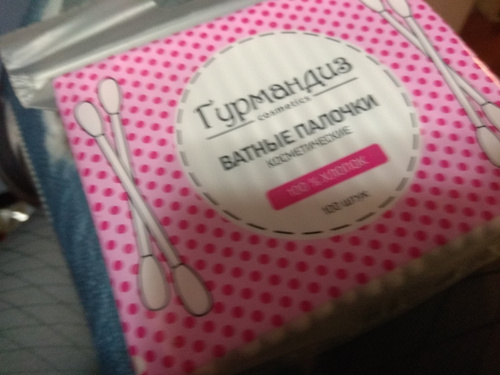 Гурмандиз
cosmetics
ВАТНЫЕ ПАЛОЧКИ
КОСМЕТИЧЕСКИЕ
100 % ХЛОПОК
100 штук